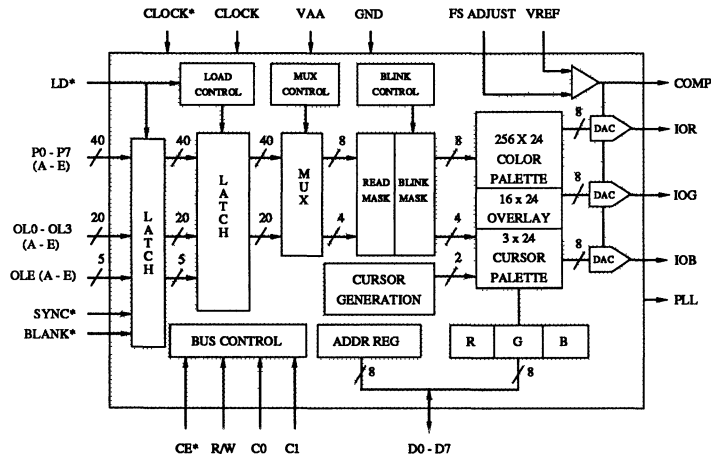 CLOCK* CLOCK VAA GND FS ADJUST VREF
LD*
LOAD
CONTROL
MUX
CONTROL
BLINK
CONTROL
COMP
40 40 40 8 8 8
P0 - P7
(A - E)
DAC
IOR
LATCH
LATCH
MUX
READ
MASK
BLINK
MASK
256 X 24
COLOR
PALETTE
8
DAC
IOG
16 x 24
OVERLAY
20 20 20 4 4
OL0 - OL3
(A - E)
3 x 24
CURSOR
PALETTE
8
DAC
IOB
5 5
OLE (A - E)
CURSOR
GENERATION
2
PLL
SYNC*
BLANK*
BUS CONTROL
ADDR REG
R G B
8 8
CE* R/W C0 C1 D0 - D7